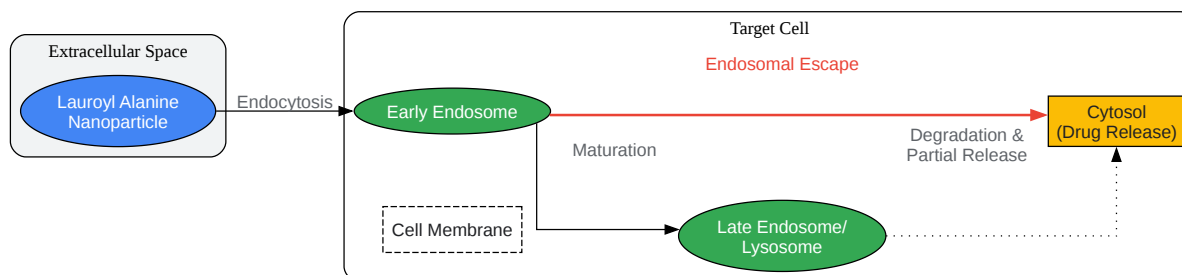 Extracellular Space
Lauroyl Alanine
Nanoparticle
Endocytosis
Target Cell
Endosomal Escape
Early Endosome
Maturation
Degradation &
Partial Release
Cytosol
(Drug Release)
Cell Membrane
Late Endosome/
Lysosome